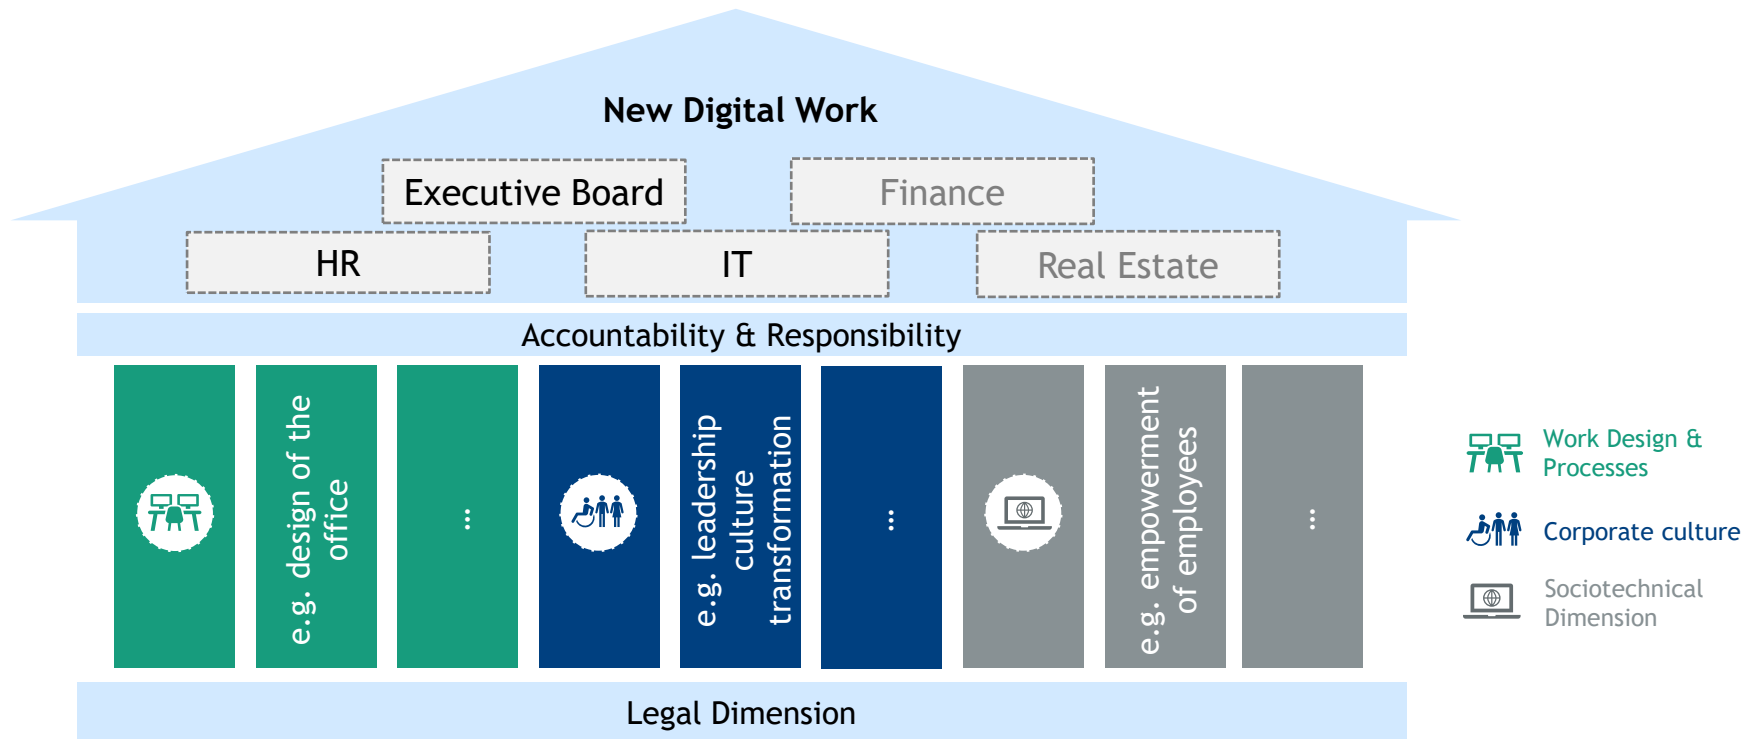 New Digital Work
Executive Board
Finance
HR
IT
Real Estate
Accountability & Responsibility
e.g. design of the
office
...
e.g. leadership
culture
transformation
...
e.g. empowerment
of employees
...
Work Design &
Processes
Corporate culture
Sociotechnical
Dimension
Legal Dimension